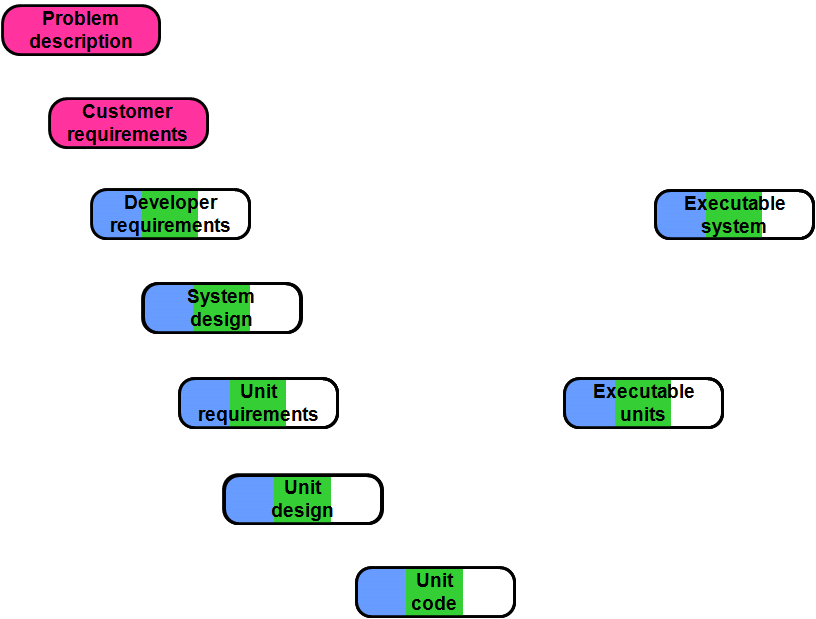 Problem
description
Customer
requirements
Developer
requirements
Executable
system
System
design
Unit
requirements
Executable
units
Unit
design
Unit
code